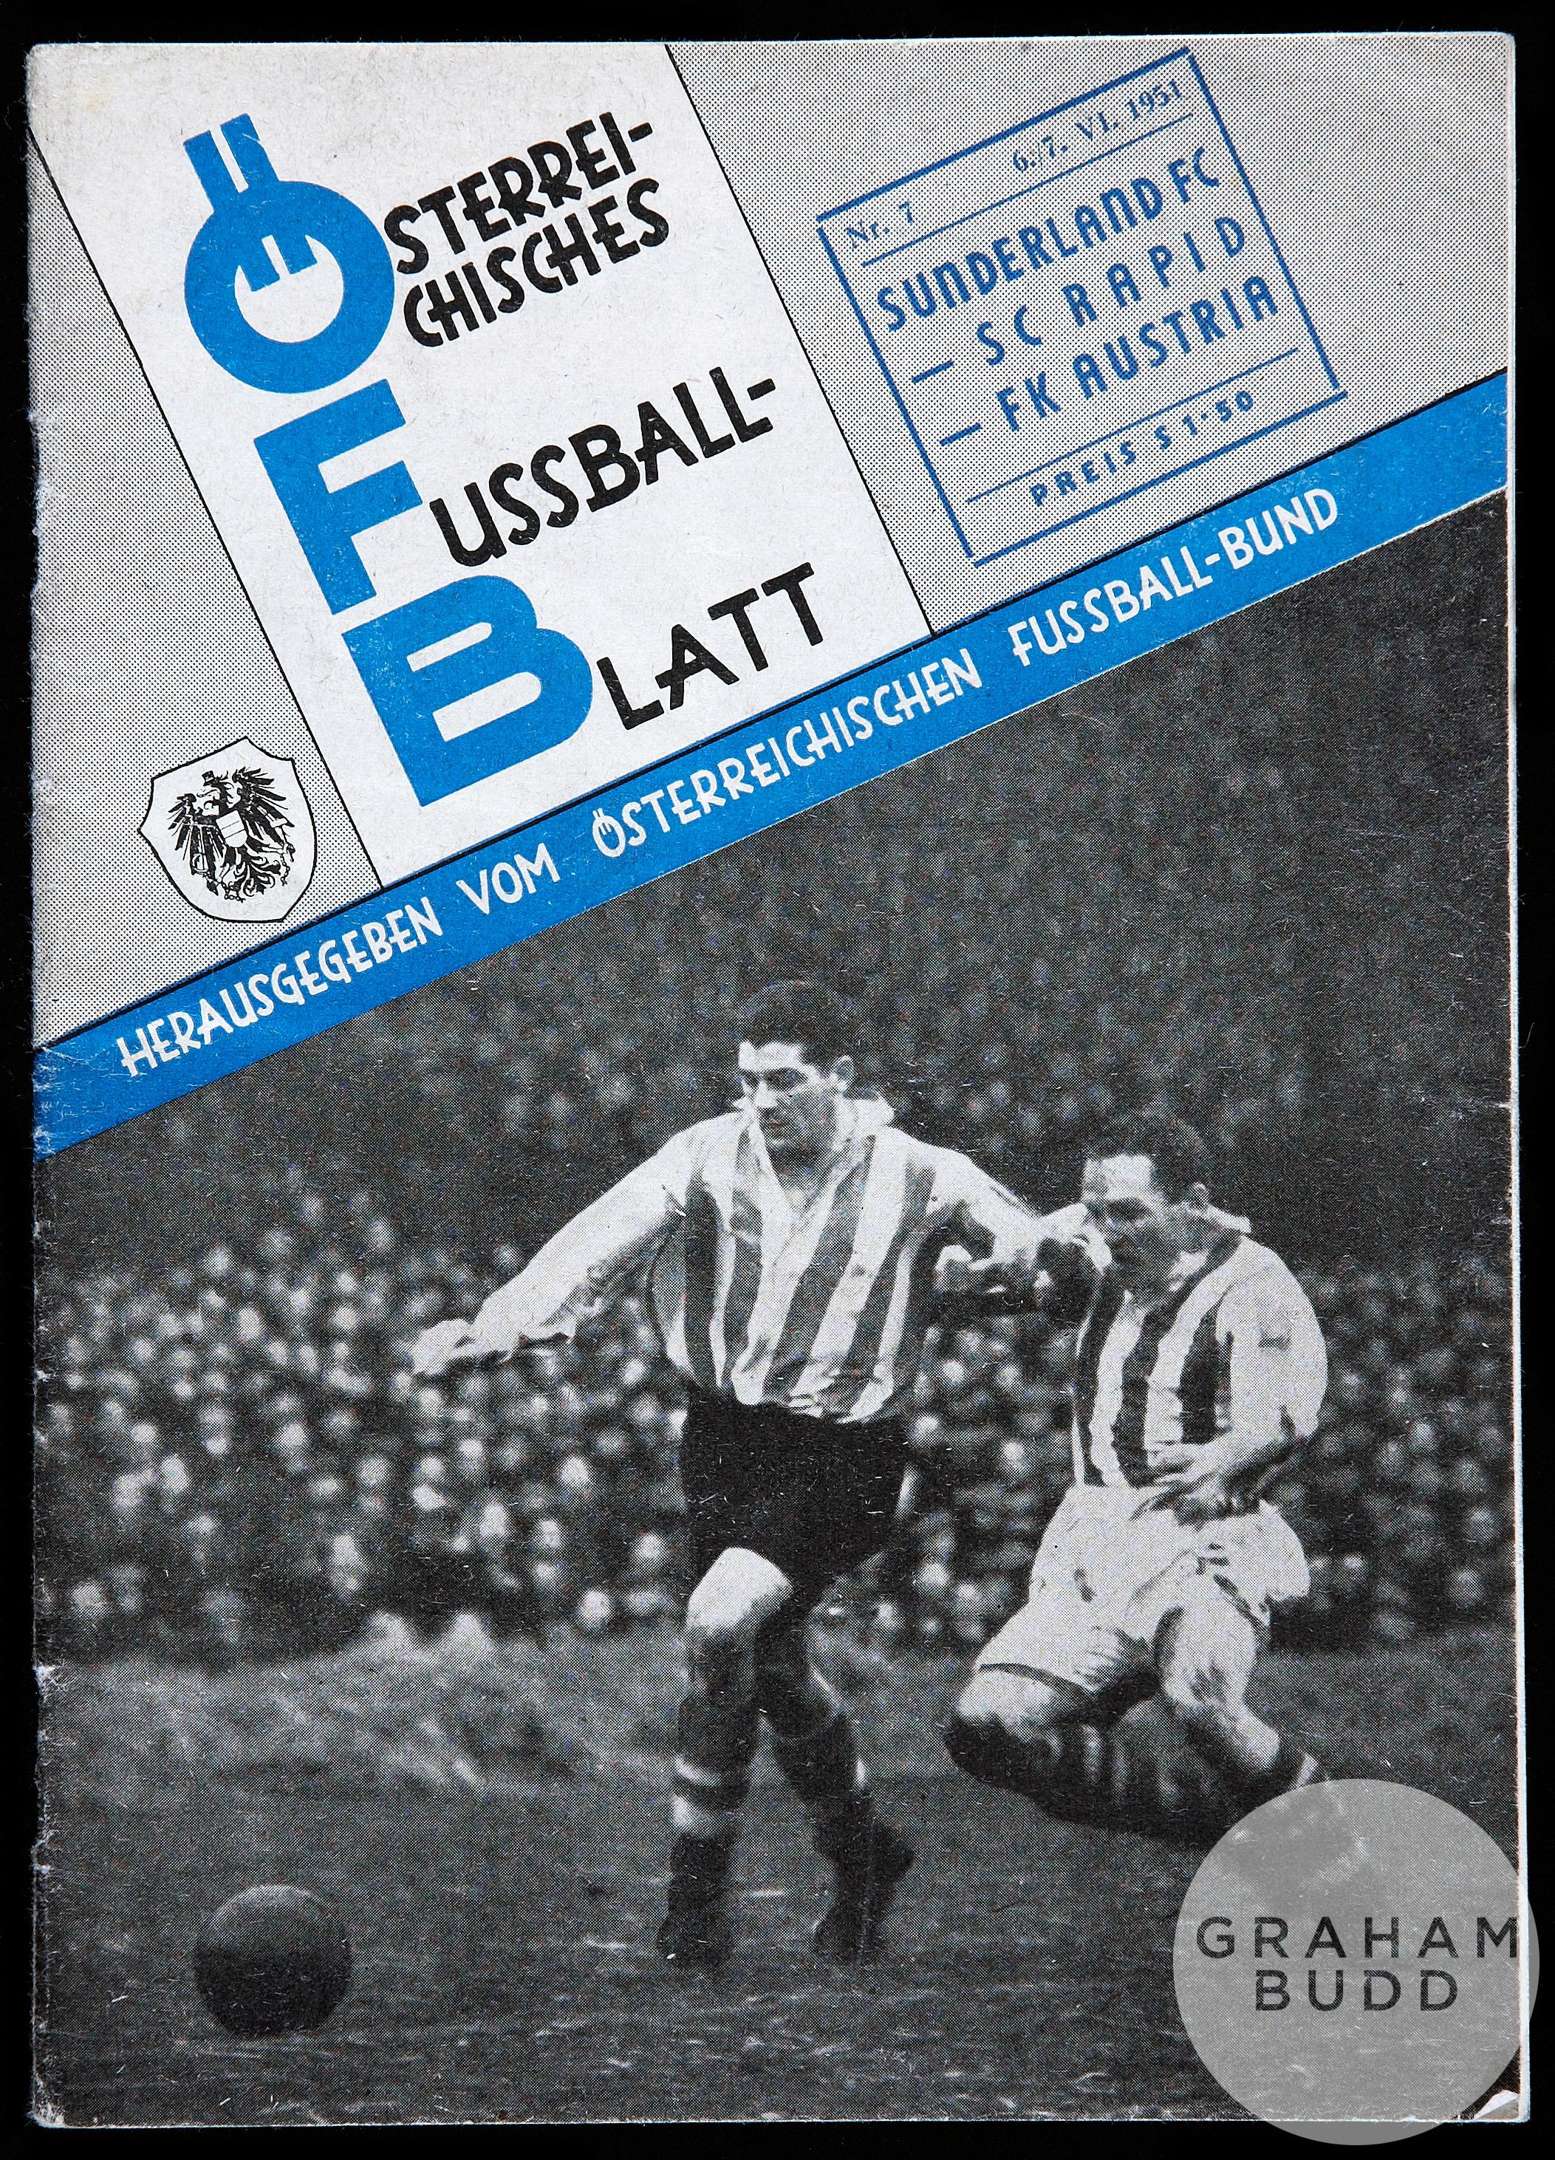 ÖSTERREI-
CHISCHES
FUSSBALL-
BLATT
Nr. 7 6./7. VI. 1951
SUNDERLAND FC
— SC RAPID
— FK AUSTRIA
PREIS S 1·50
HERAUSGEGEBEN VOM ÖSTERREICHISCHEN FUSSBALL-BUND
GRAHAM
BUDD